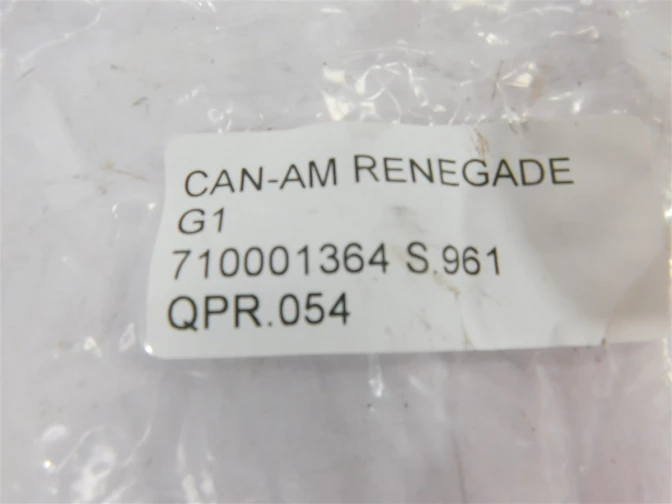 CAN-AM RENEGADE
G1
710001364 S.961
QPR.054